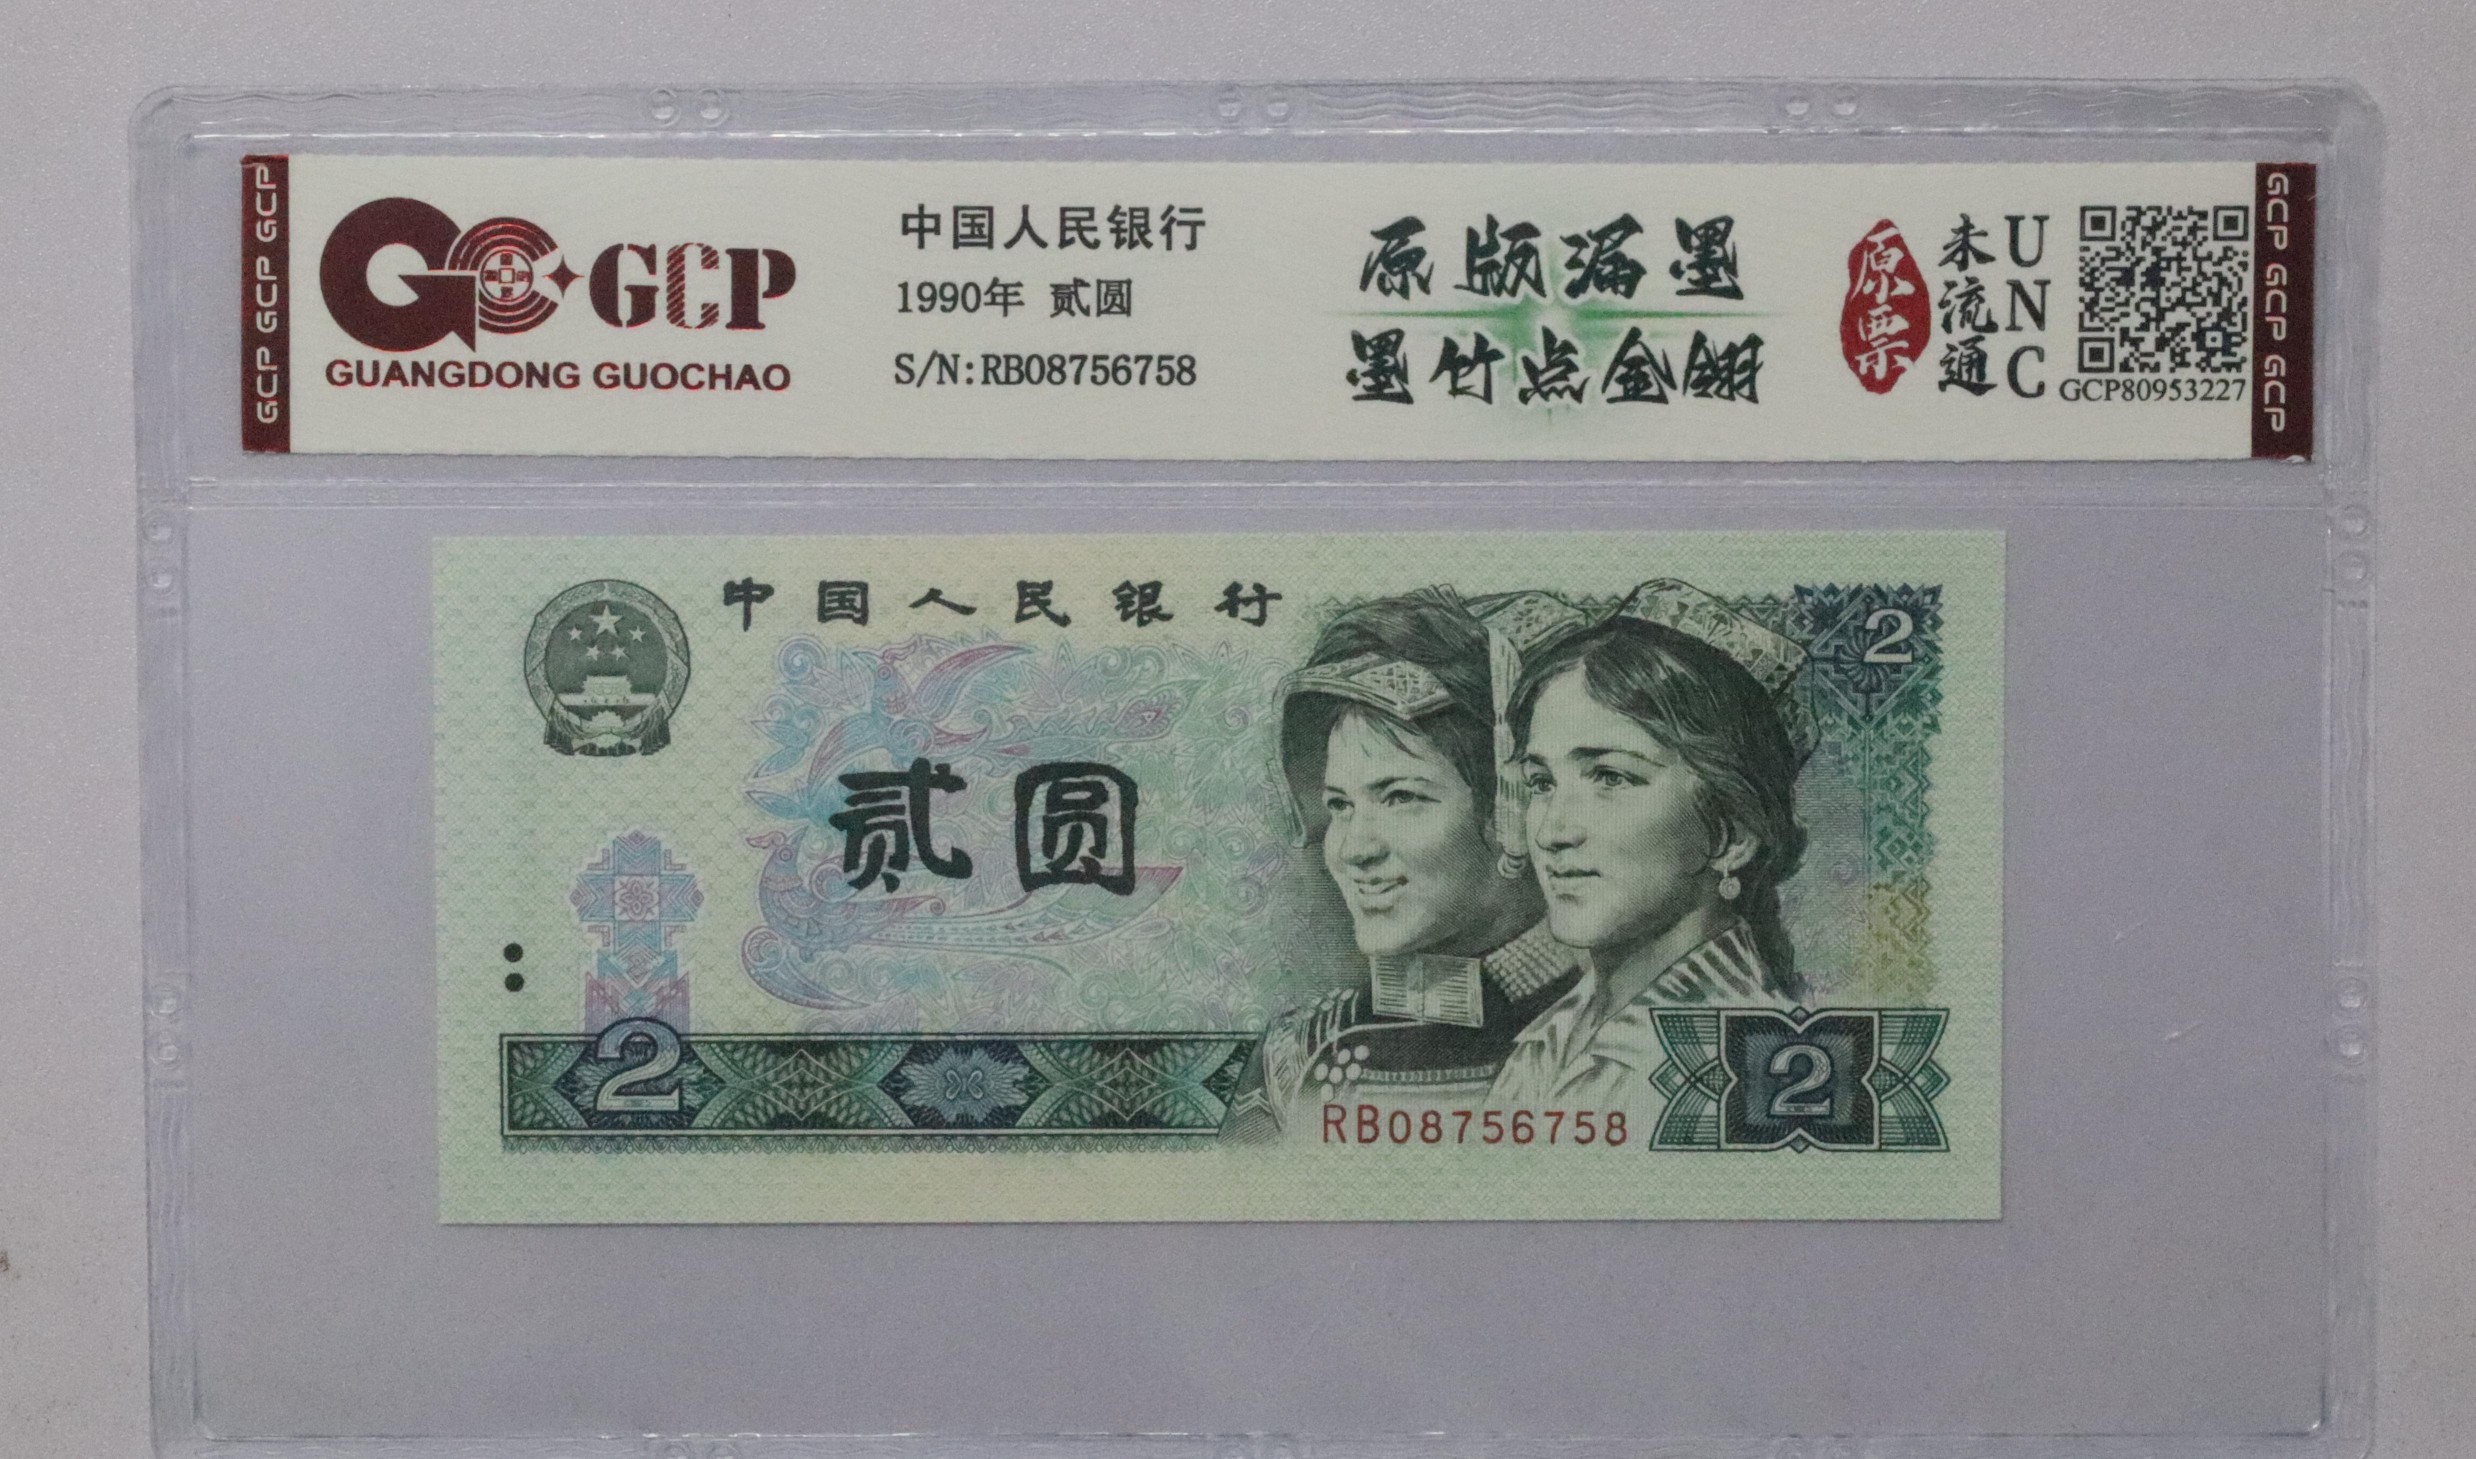 GCP GCP GCP
GCP
GUANGDONG GUOCHAO
中国人民银行
1990年 贰圆
S/N:RB08756758
原版漏墨
墨竹点金翎
原票
未流通
UNC
GCP80953227
GCP GCP GCP
中国人民银行
2
贰圆
2
RB08756758
2